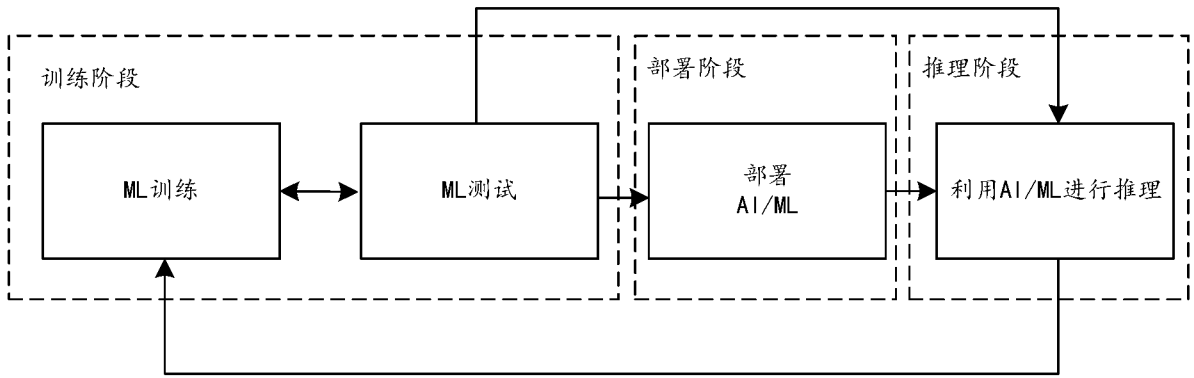 训练阶段
部署阶段
推理阶段
ML训练
ML测试
部署
AI/ML
利用AI/ML进行推理